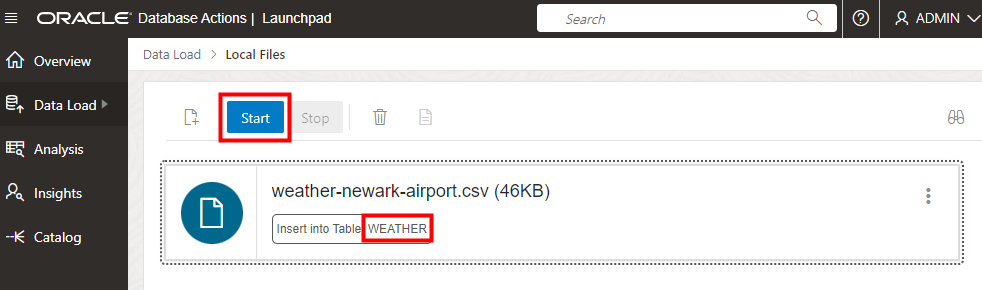 ORACLE Database Actions | Launchpad
Search
ADMIN
Overview
Data Load
Analysis
Insights
Catalog
Data Load > Local Files
Start
Stop
weather-newark-airport.csv (46KB)
Insert into Table WEATHER